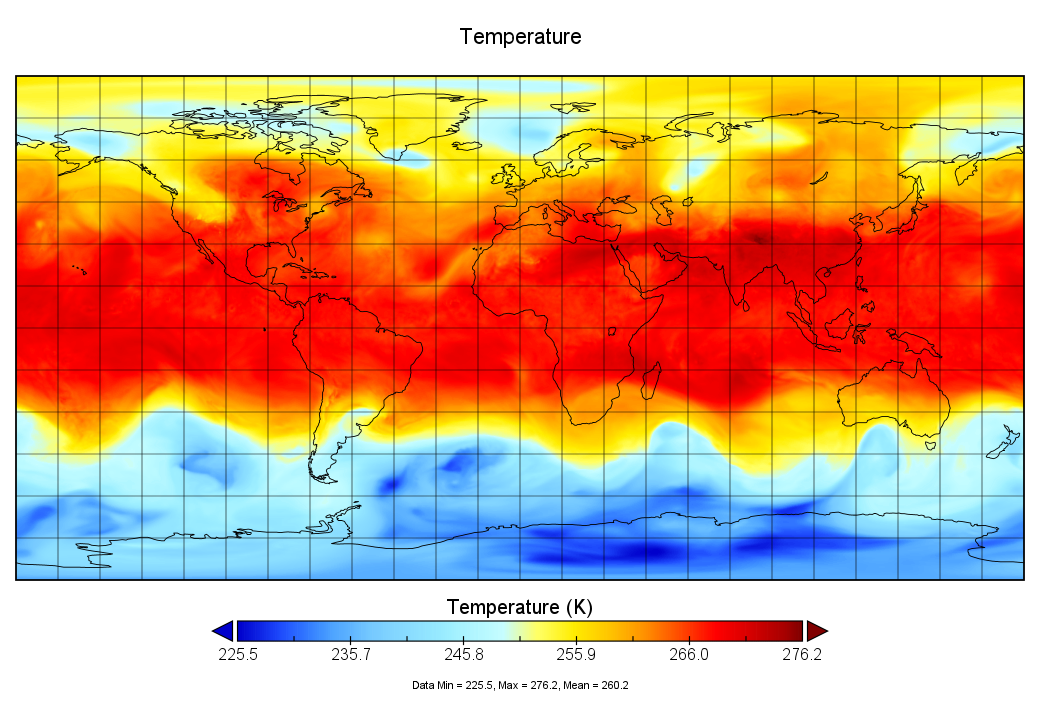 Temperature
Temperature (K)
225.5 235.7 245.8 255.9 266.0 276.2
Data Min = 225.5, Max = 276.2, Mean = 260.2